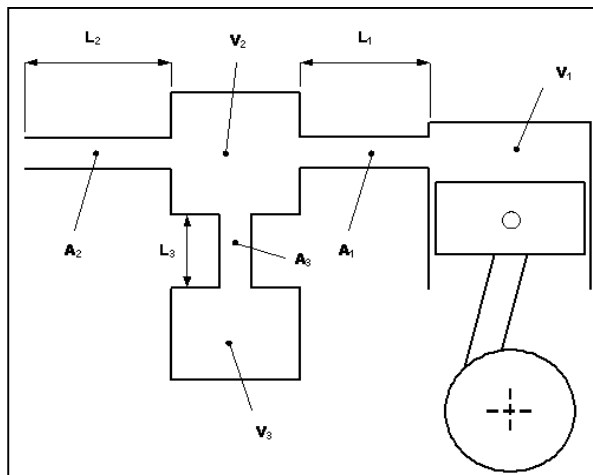 L₂
V₂
L₁
V₁
A₂
L₃
A₃
A₁
V₃